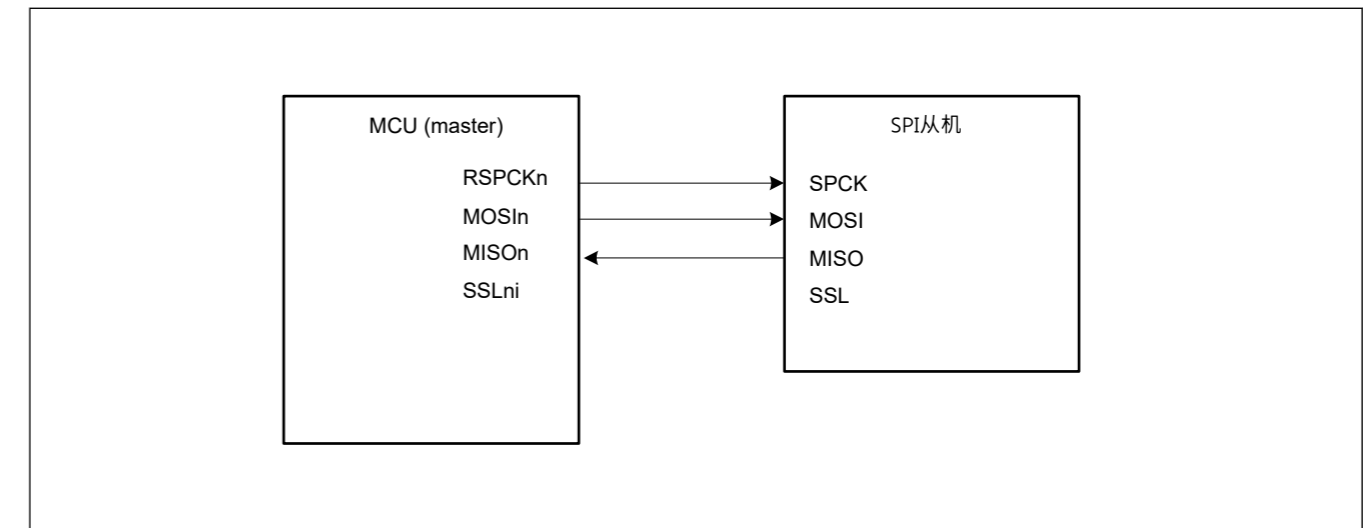 MCU (master)
RSPCKn
MOSIn
MISOn
SSLni
SPI从机
SPCK
MOSI
MISO
SSL